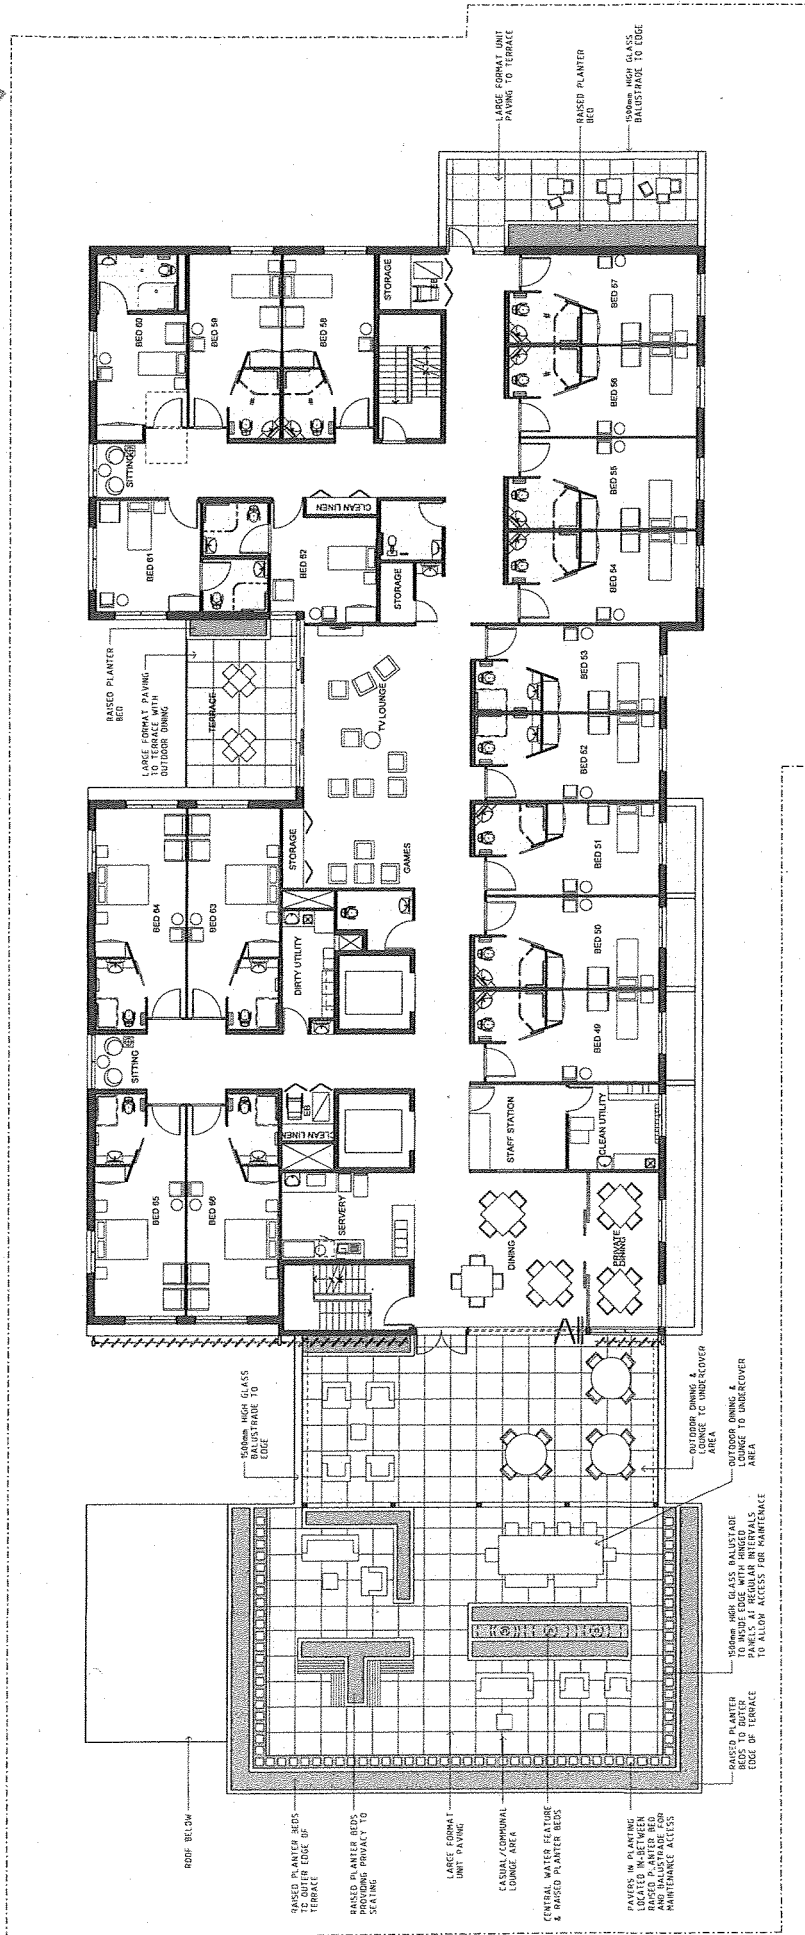 LARGE FORMAT UNIT
PAVING TO TERRACE
RAISED PLANTER
BED
1500mm HIGH GLASS
BALUSTRADE TO EDGE
BED 60
BED 59
BED 58
STORAGE
BED 57
BED 56
BED 55
BED 54
SITTING
CLEAN LINEN
BED 61
BED 62
STORAGE
RAISED PLANTER
BED
LARGE FORMAT PAVING
TO TERRACE WITH
OUTDOOR DINING
TERRACE
TV LOUNGE
BED 53
BED 52
BED 64
BED 63
STORAGE
GAMES
DIRTY UTILITY
BED 51
BED 50
BED 49
SITTING
CLEAN LINEN
STAFF STATION
CLEAN UTILITY
BED 65
BED 66
SERVERY
DINING
PRIVATE
DINING
1500mm HIGH GLASS
BALUSTRADE TO
EDGE
OUTDOOR DINING &
LOUNGE TO UNDERCOVER
AREA
OUTDOOR DINING &
LOUNGE TO UNDERCOVER
AREA
1500mm HIGH GLASS BALUSTADE
TO INSIDE EDGE WITH HINGED
PANELS AT REGULAR INTERVALS
TO ALLOW ACCESS FOR MAINTENACE
RAISED PLANTER
BEDS TO OUTER
EDGE OF TERRACE
ROOF BELOW
RAISED PLANTER BEDS
TO OUTER EDGE OF
TERRACE
RAISED PLANTER BEDS
PROVIDING PRIVACY TO
SEATING
LARGE FORMAT
UNIT PAVING
CASUAL/COMMUNAL
LOUNGE AREA
CENTRAL WATER FEATURE
& RAISED PLANTER BEDS
PAVERS IN PLANTING
LOCATED IN-BETWEEN
RAISED PLANTER BED
AND BALUSTRADE FOR
MAINTENANCE ACCESS